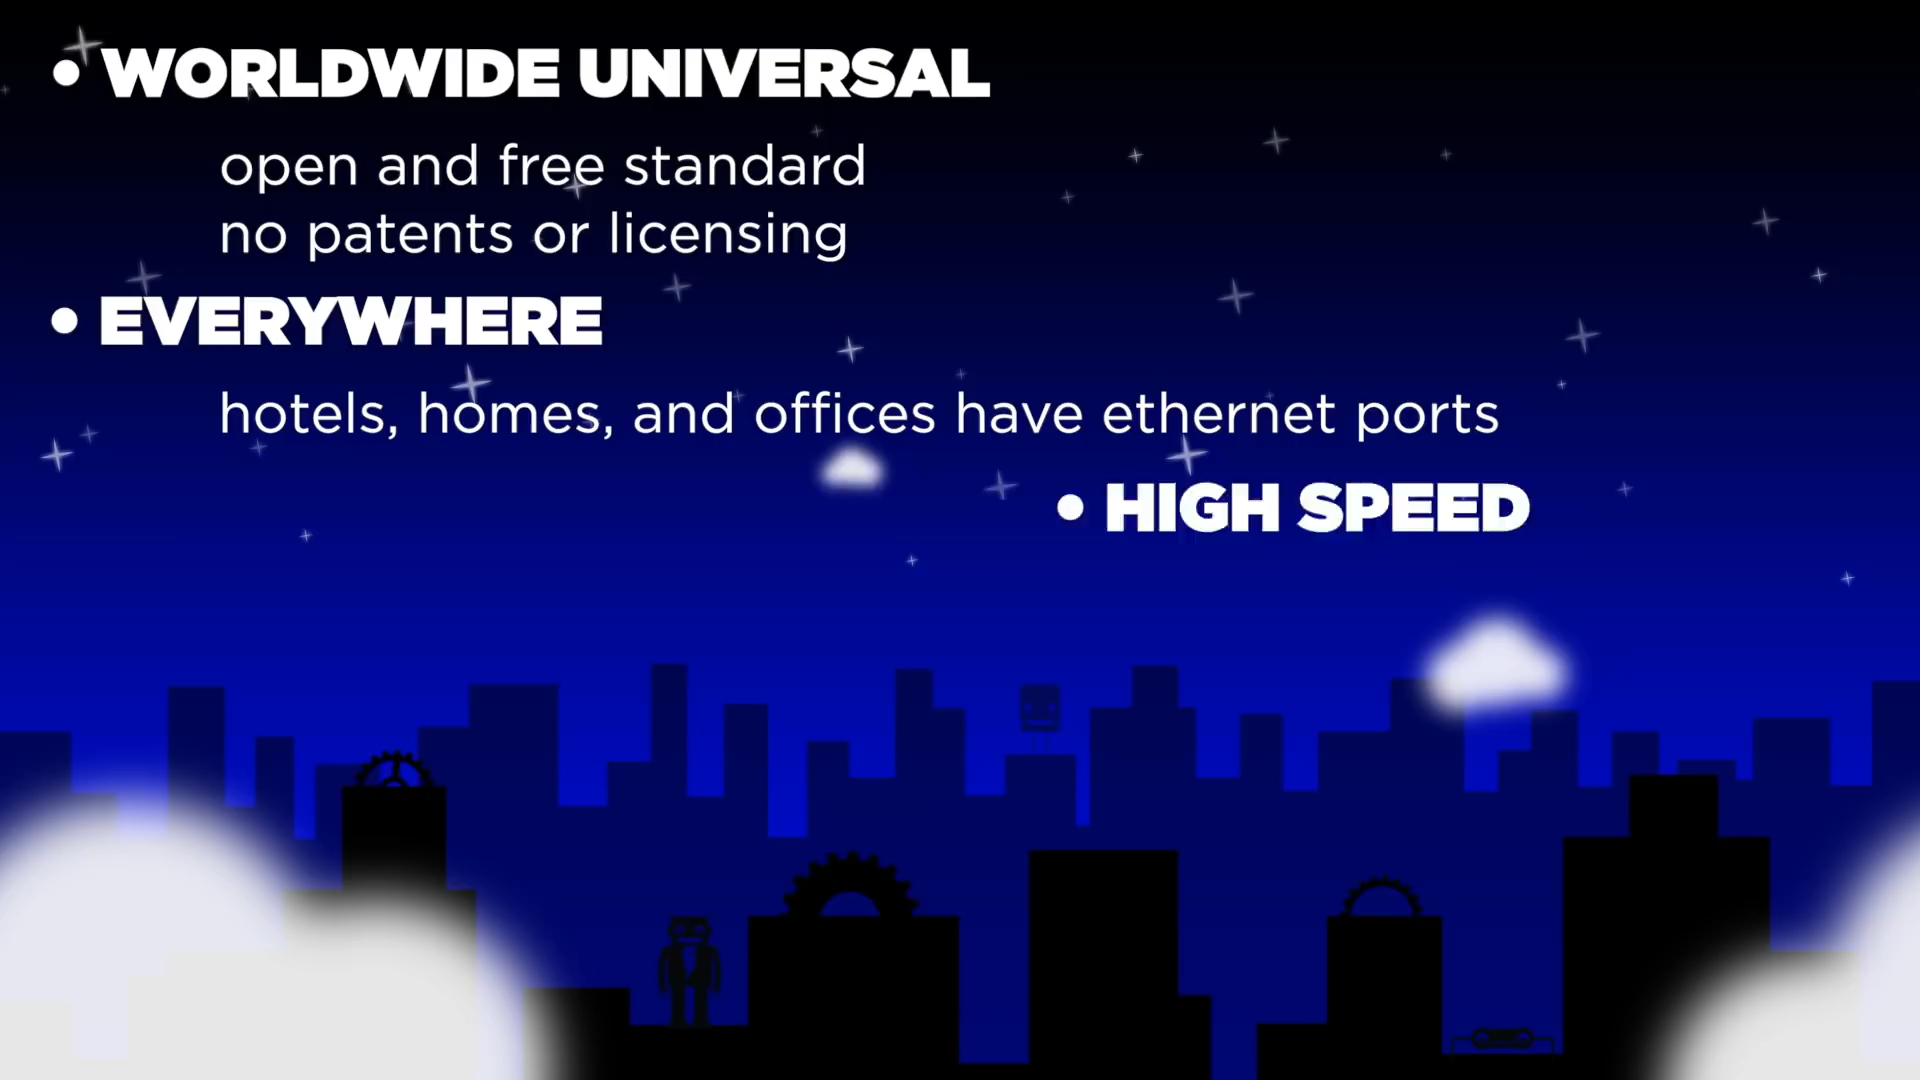 • WORLDWIDE UNIVERSAL
open and free standard
no patents or licensing
• EVERYWHERE
hotels, homes, and offices have ethernet ports
• HIGH SPEED